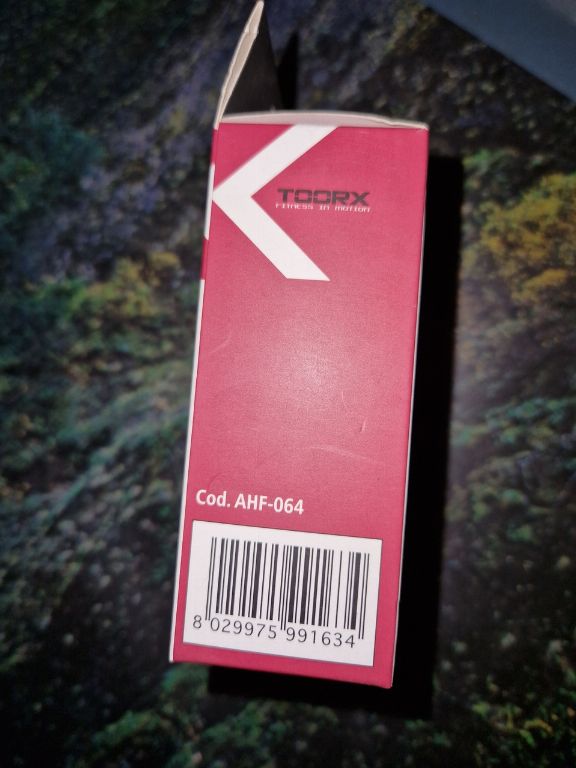 TOORX
FITNESS IN MOTION
Cod. AHF-064
8 029975 991634